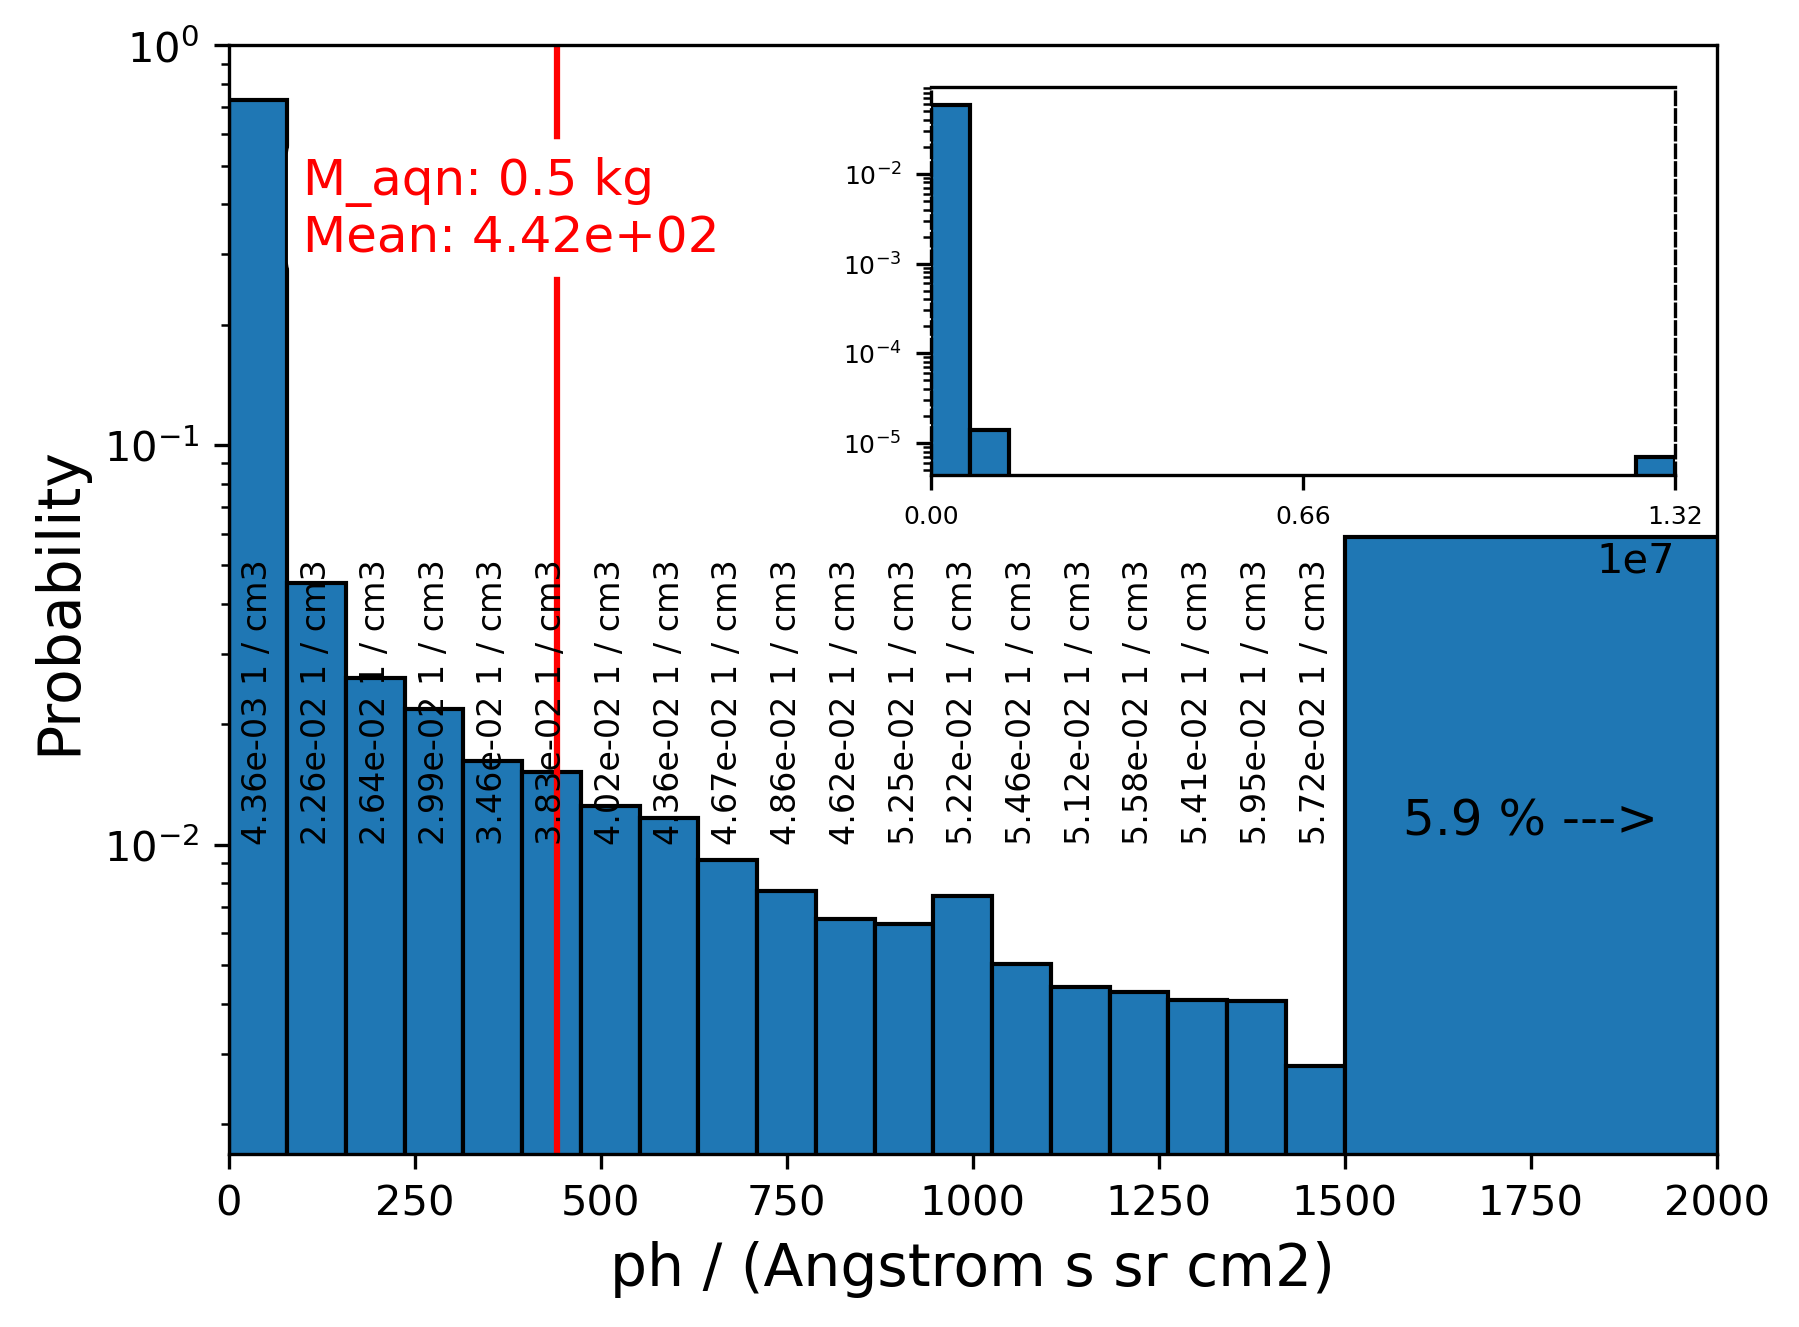 10⁰
10⁻¹
10⁻²
Probability
M_aqn: 0.5 kg
Mean: 4.42e+02
10⁻²
10⁻³
10⁻⁴
10⁻⁵
0.00 0.66 1.32
1e7
4.36e-03 1 / cm3
2.26e-02 1 / cm3
2.64e-02 1 / cm3
2.99e-02 1 / cm3
3.46e-02 1 / cm3
3.83e-02 1 / cm3
4.02e-02 1 / cm3
4.36e-02 1 / cm3
4.67e-02 1 / cm3
4.86e-02 1 / cm3
4.62e-02 1 / cm3
5.25e-02 1 / cm3
5.22e-02 1 / cm3
5.46e-02 1 / cm3
5.12e-02 1 / cm3
5.58e-02 1 / cm3
5.41e-02 1 / cm3
5.95e-02 1 / cm3
5.72e-02 1 / cm3
5.9 % --->
0 250 500 750 1000 1250 1500 1750 2000
ph / (Angstrom s sr cm2)